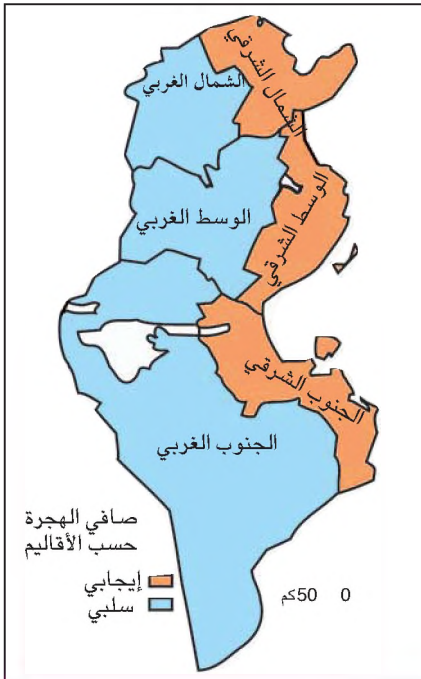 الشمال الشرقي
الشمال الغربي
الوسط الغربي
الوسط الشرقي
الجنوب الشرقي
الجنوب الغربي
صافي الهجرة
حسب الأقاليم
إيجابي
سلبي
0 50كم